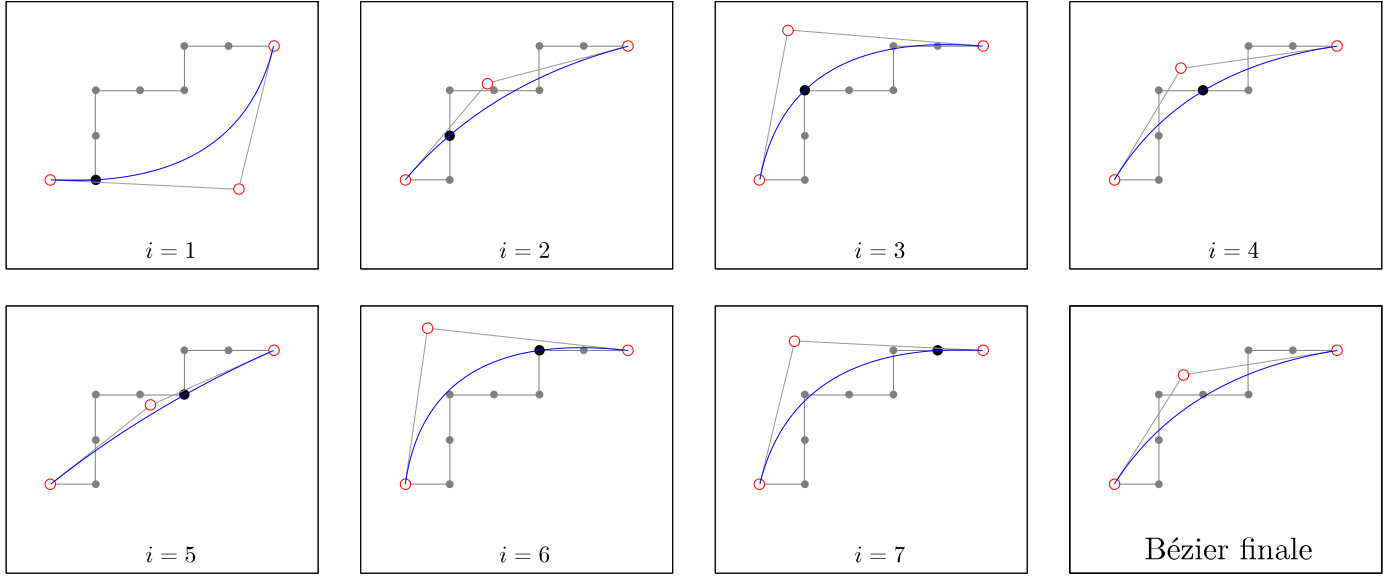 i = 1
i = 2
i = 3
i = 4
i = 5
i = 6
i = 7
Bézier finale